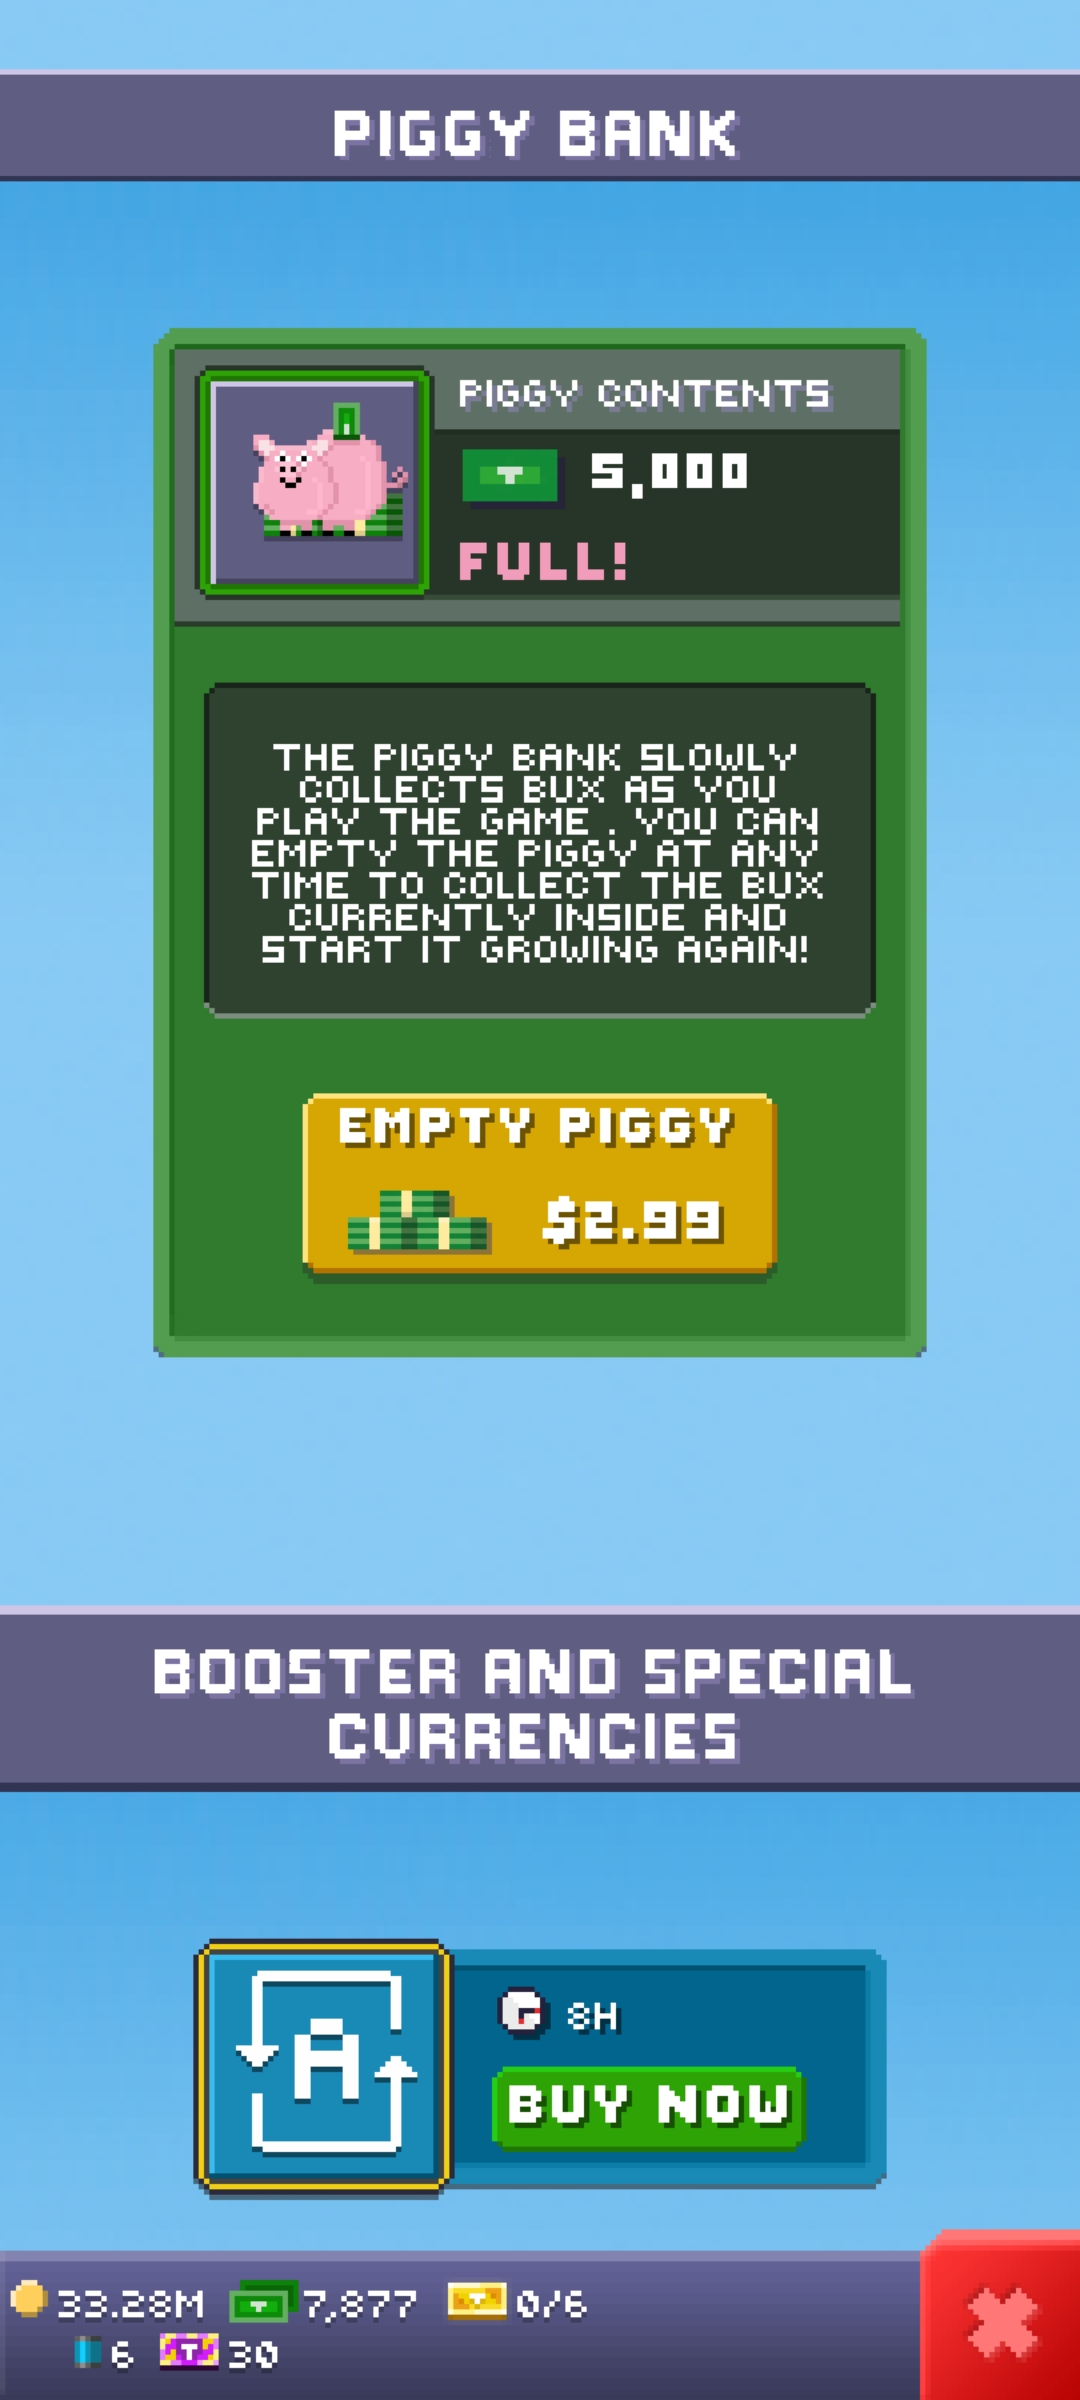 PIGGY BANK
PIGGY CONTENTS
5,000
FULL!
THE PIGGY BANK SLOWLY
COLLECTS BUX AS YOU
PLAY THE GAME . YOU CAN
EMPTY THE PIGGY AT ANY
TIME TO COLLECT THE BUX
CURRENTLY INSIDE AND
START IT GROWING AGAIN!
EMPTY PIGGY
$2.99
BOOSTER AND SPECIAL
CURRENCIES
A
8H
BUY NOW
33.28M 7,877 0/6
6 T 30